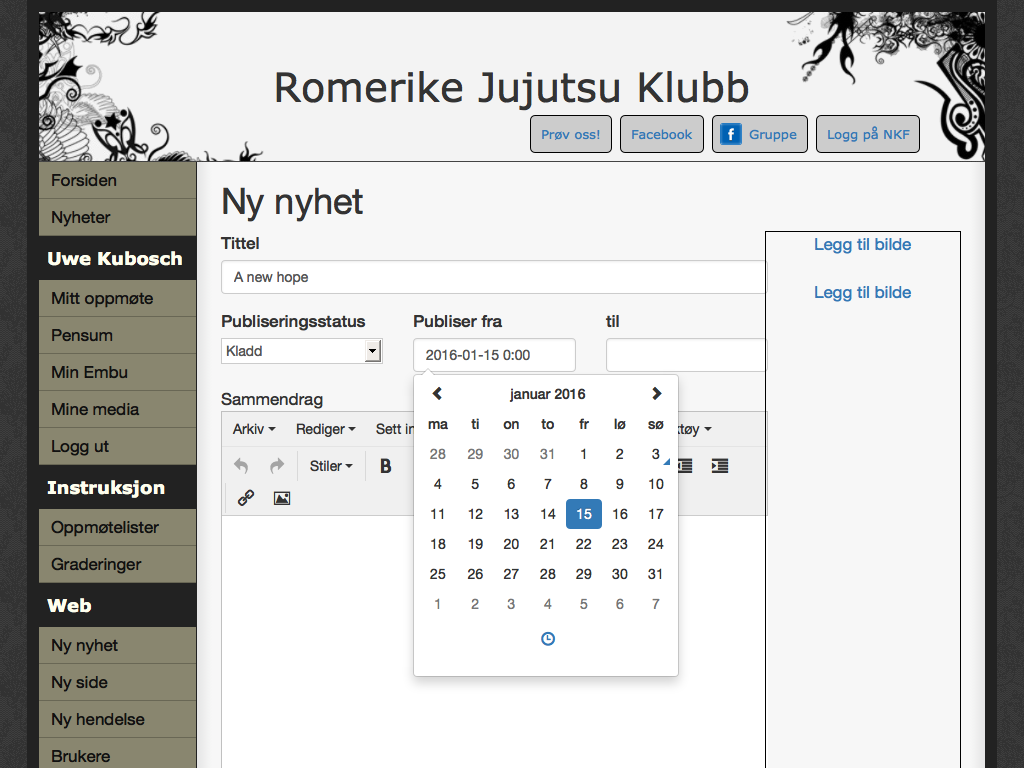 Romerike Jujutsu Klubb
Prøv oss! Facebook f Gruppe Logg på NKF
Forsiden
Nyheter
Uwe Kubosch
Mitt oppmøte
Pensum
Min Embu
Mine media
Logg ut
Instruksjon
Oppmøtelister
Graderinger
Web
Ny nyhet
Ny side
Ny hendelse
Brukere
Ny nyhet
Tittel
A new hope
Publiseringsstatus Publiser fra til
Kladd 2016-01-15 0:00
Sammendrag
Arkiv Rediger Sett in
Stiler B
januar 2016
ma ti on to fr lø sø
28 29 30 31 1 2 3
4 5 6 7 8 9 10
11 12 13 14 15 16 17
18 19 20 21 22 23 24
25 26 27 28 29 30 31
1 2 3 4 5 6 7
Legg til bilde
Legg til bilde